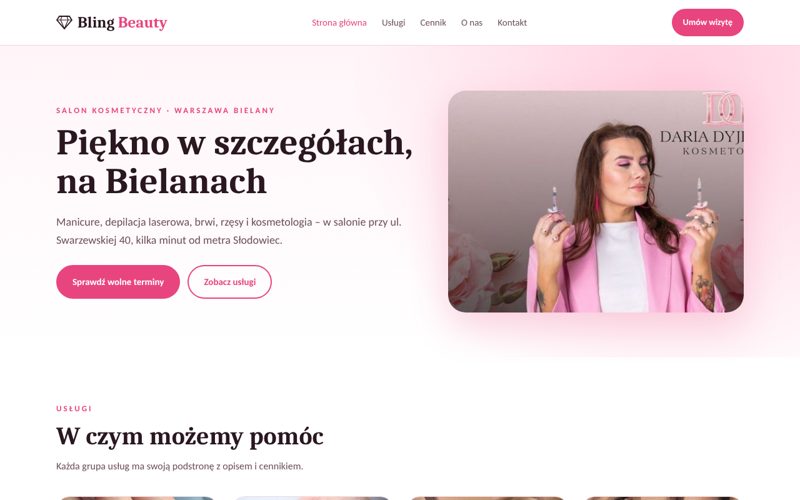 Bling Beauty
Strona główna
Usługi
Cennik
O nas
Kontakt
Umów wizytę
SALON KOSMETYCZNY · WARSZAWA BIELANY
Piękno w szczegółach,
na Bielanach
Manicure, depilacja laserowa, brwi, rzęsy i kosmetologia – w salonie przy ul.
Swarzewskiej 40, kilka minut od metra Słodowiec.
Sprawdź wolne terminy
Zobacz usługi
DARIA
USŁUGI
W czym możemy pomóc
Każda grupa usług ma swoją podstronę z opisem i cennikiem.